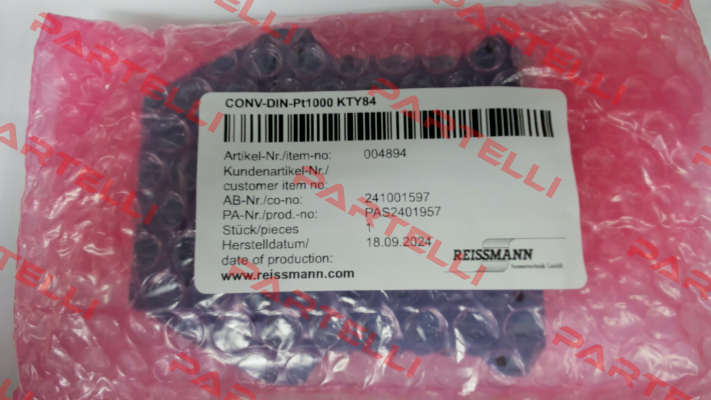 CONV-DIN-Pt1000 KTY84
Artikel-Nr./item-no: 004894
Kundenartikel-Nr./
customer item no:
AB-Nr./co-no: 241001597
PA-Nr./prod.-no: PAS2401957
Stück/pieces 1
Herstelldatum/ 18.09.2024
date of production:
www.reissmann.com
REISSMANN
Sensortechnik GmbH
PARTELLI
PARTELLI
PARTELLI
PARTELLI
PARTELLI